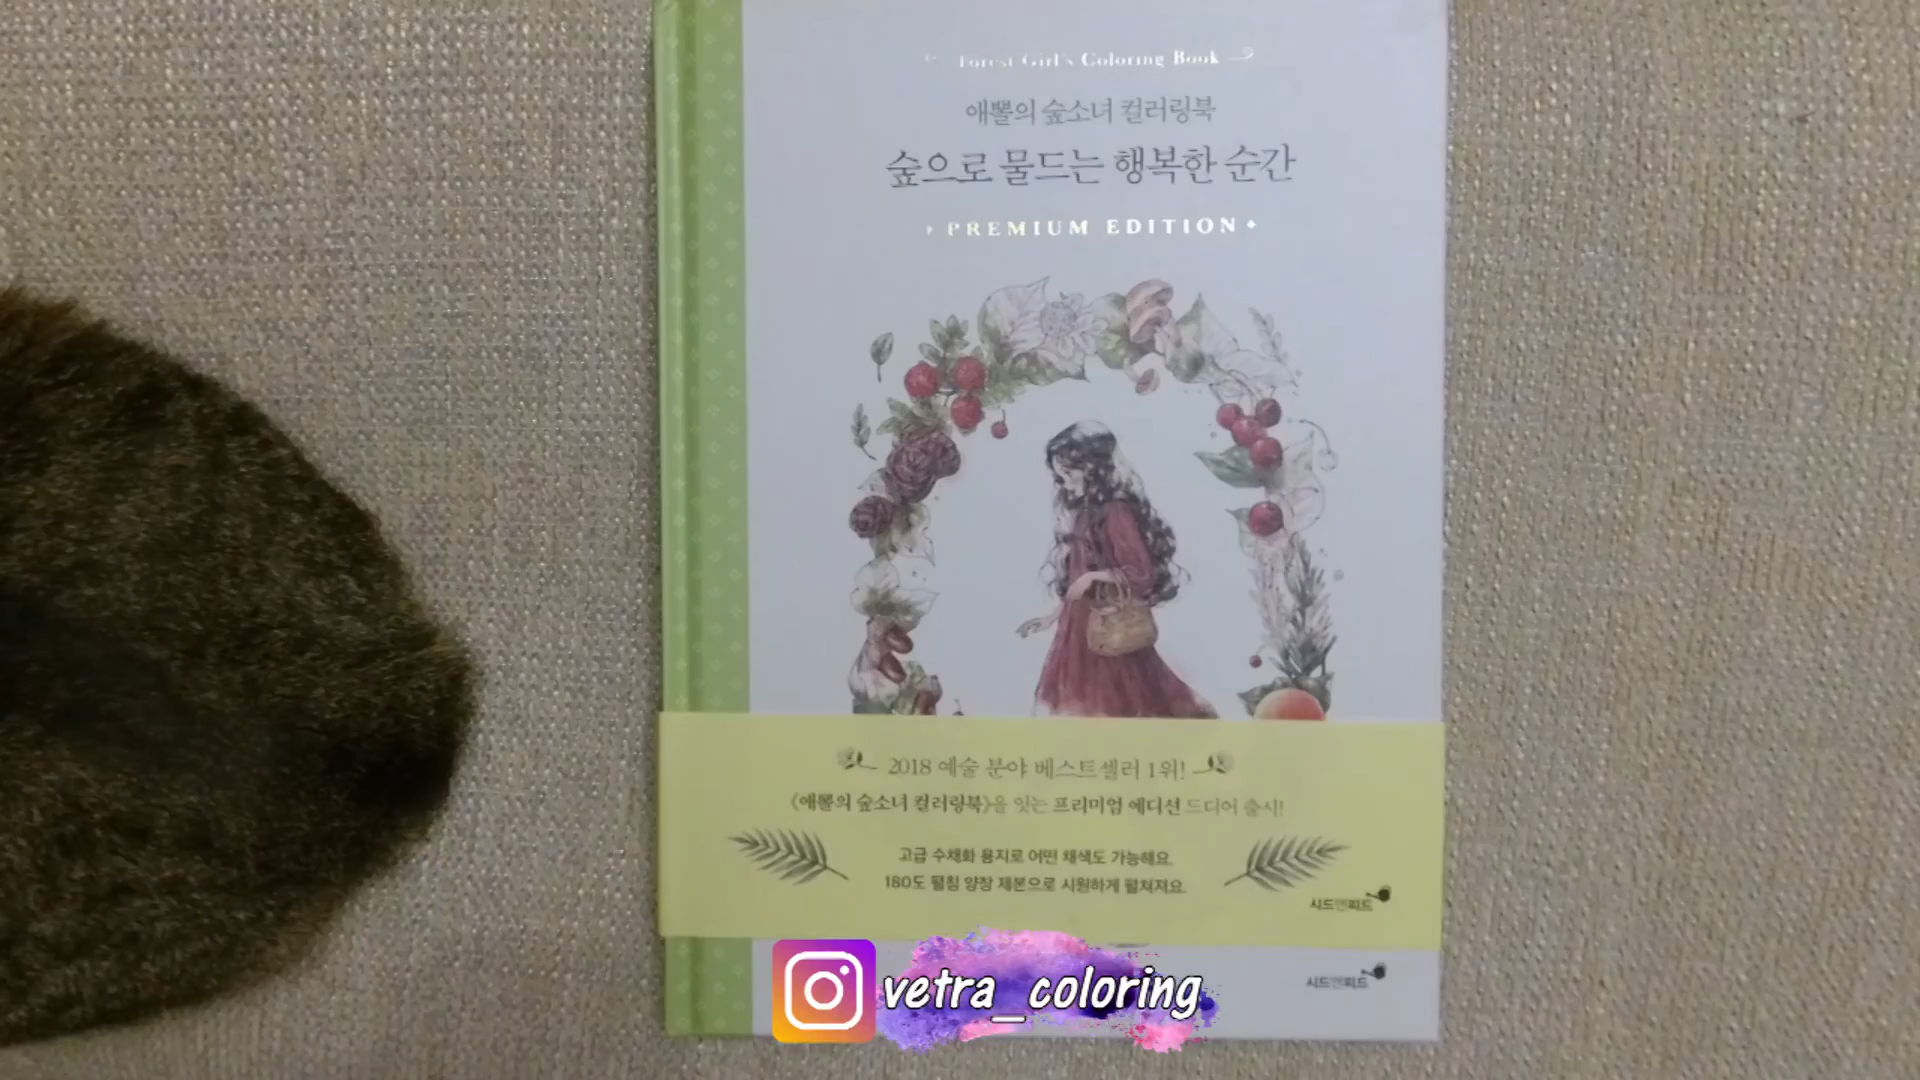 Forest Girl's Coloring Book
애뽈의 숲소녀 컬러링북
숲으로 물드는 행복한 순간
PREMIUM EDITION
2018 예술 분야 베스트셀러 1위!
《애뽈의 숲소녀 컬러링북》을 잇는 프리미엄 에디션 드디어 출시!
고급 수채화 용지로 어떤 채색도 가능해요.
180도 펼침 양장 제본으로 시원하게 펼쳐져요.
시드앤피드
시드앤피드
vetra_coloring